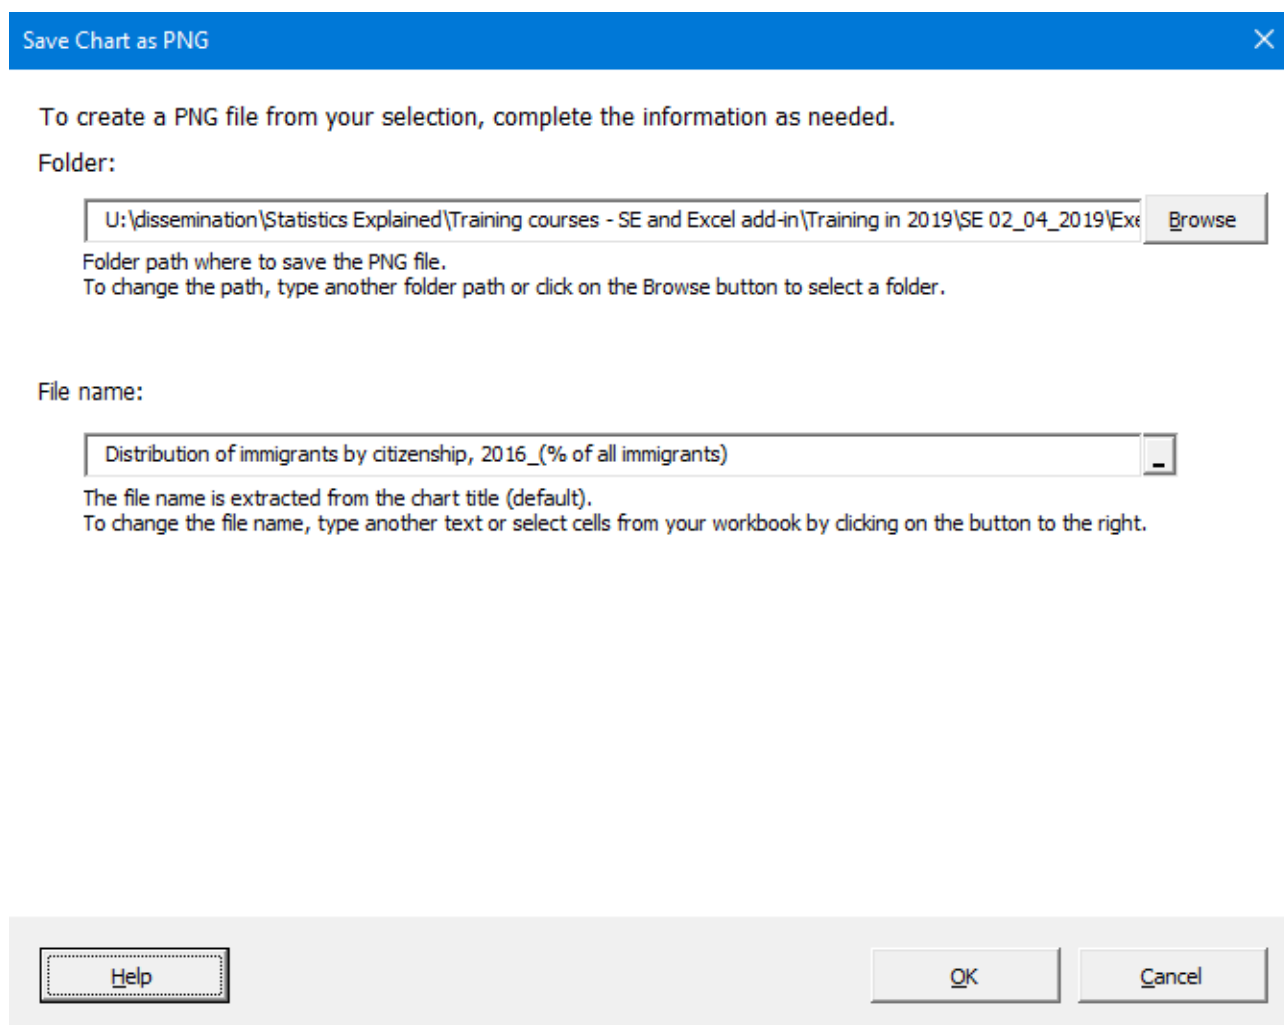 Save Chart as PNG
To create a PNG file from your selection, complete the information as needed.
Folder:
U:\dissemination\Statistics Explained\Training courses - SE and Excel add-in\Training in 2019\SE 02_04_2019\Exe
Browse
Folder path where to save the PNG file.
To change the path, type another folder path or click on the Browse button to select a folder.
File name:
Distribution of immigrants by citizenship, 2016_(% of all immigrants)
The file name is extracted from the chart title (default).
To change the file name, type another text or select cells from your workbook by clicking on the button to the right.
Help
OK
Cancel